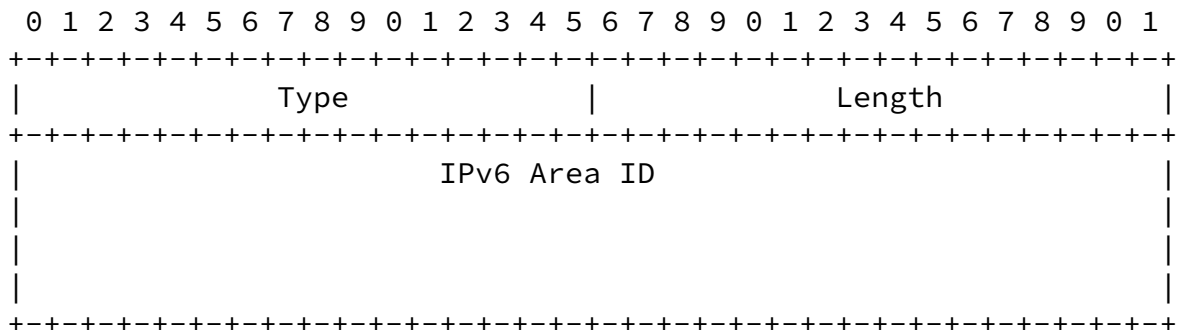 0 1 2 3 4 5 6 7 8 9 0 1 2 3 4 5 6 7 8 9 0 1 2 3 4 5 6 7 8 9 0 1
+-+-+-+-+-+-+-+-+-+-+-+-+-+-+-+-+-+-+-+-+-+-+-+-+-+-+-+-+-+-+-+-+
|              Type             |             Length            |
+-+-+-+-+-+-+-+-+-+-+-+-+-+-+-+-+-+-+-+-+-+-+-+-+-+-+-+-+-+-+-+-+
|                       IPv6 Area ID                            |
|                                                               |
|                                                               |
|                                                               |
+-+-+-+-+-+-+-+-+-+-+-+-+-+-+-+-+-+-+-+-+-+-+-+-+-+-+-+-+-+-+-+-+